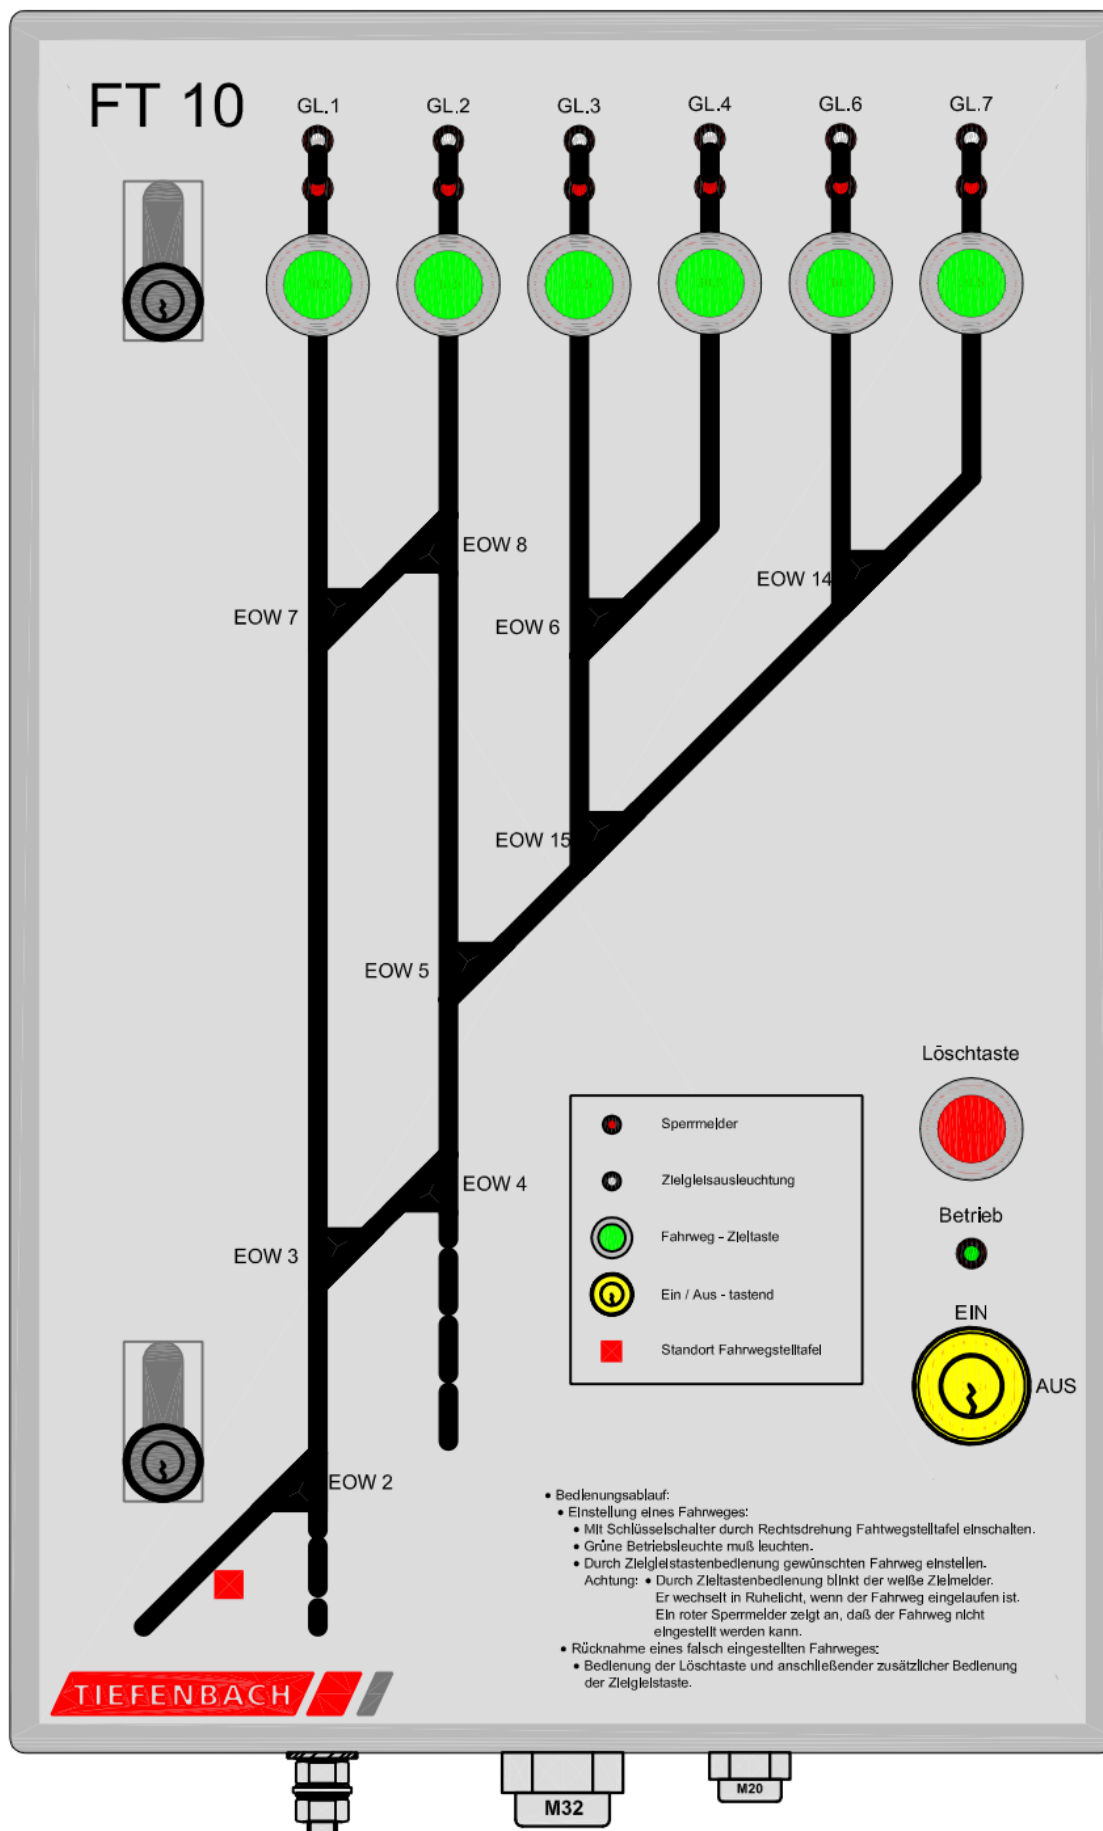 FT 10
GL.1 GL.2 GL.3 GL.4 GL.6 GL.7
EOW 8
EOW 14
EOW 7
EOW 6
EOW 15
EOW 5
Löschtaste
Sperrmelder
EOW 4
Zielgleisausleuchtung
Betrieb
Fahrweg - Zieltaste
EOW 3
Ein / Aus - tastend
EIN
Standort Fahrwegstelltafel
AUS
EOW 2
• Bedienungsablauf:
• Einstellung eines Fahrweges:
• Mit Schlüsselschalter durch Rechtsdrehung Fahtwegstelltafel einschalten.
• Grüne Betriebsleuchte muß leuchten.
• Durch Zielgleistastenbedienung gewünschten Fahrweg einstellen.
Achtung: • Durch Zieltastenbedienung blinkt der weiße Zielmelder.
Er wechselt in Ruhelicht, wenn der Fahrweg eingelaufen ist.
Ein roter Sperrmelder zeigt an, daß der Fahrweg nicht
eingestellt werden kann.
• Rücknahme eines falsch eingestellten Fahrweges:
• Bedienung der Löschtaste und anschließender zusätzlicher Bedienung
der Zielgleistaste.
TIEFENBACH
M32
M20